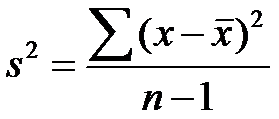 s² = ∑(x − x̅)² / (n − 1)